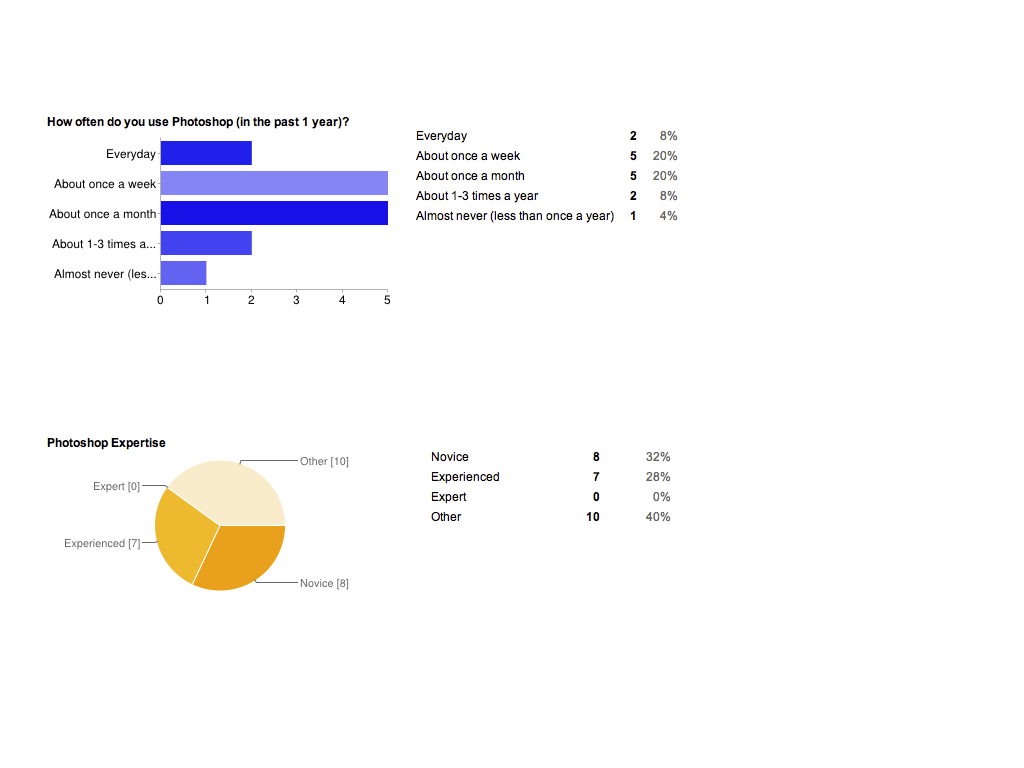 How often do you use Photoshop (in the past 1 year)?
Everyday
About once a week
About once a month
About 1-3 times a...
Almost never (les...
0 1 2 3 4 5
Everyday 2 8%
About once a week 5 20%
About once a month 5 20%
About 1-3 times a year 2 8%
Almost never (less than once a year) 1 4%
Photoshop Expertise
Other [10]
Expert [0]
Experienced [7]
Novice [8]
Novice 8 32%
Experienced 7 28%
Expert 0 0%
Other 10 40%